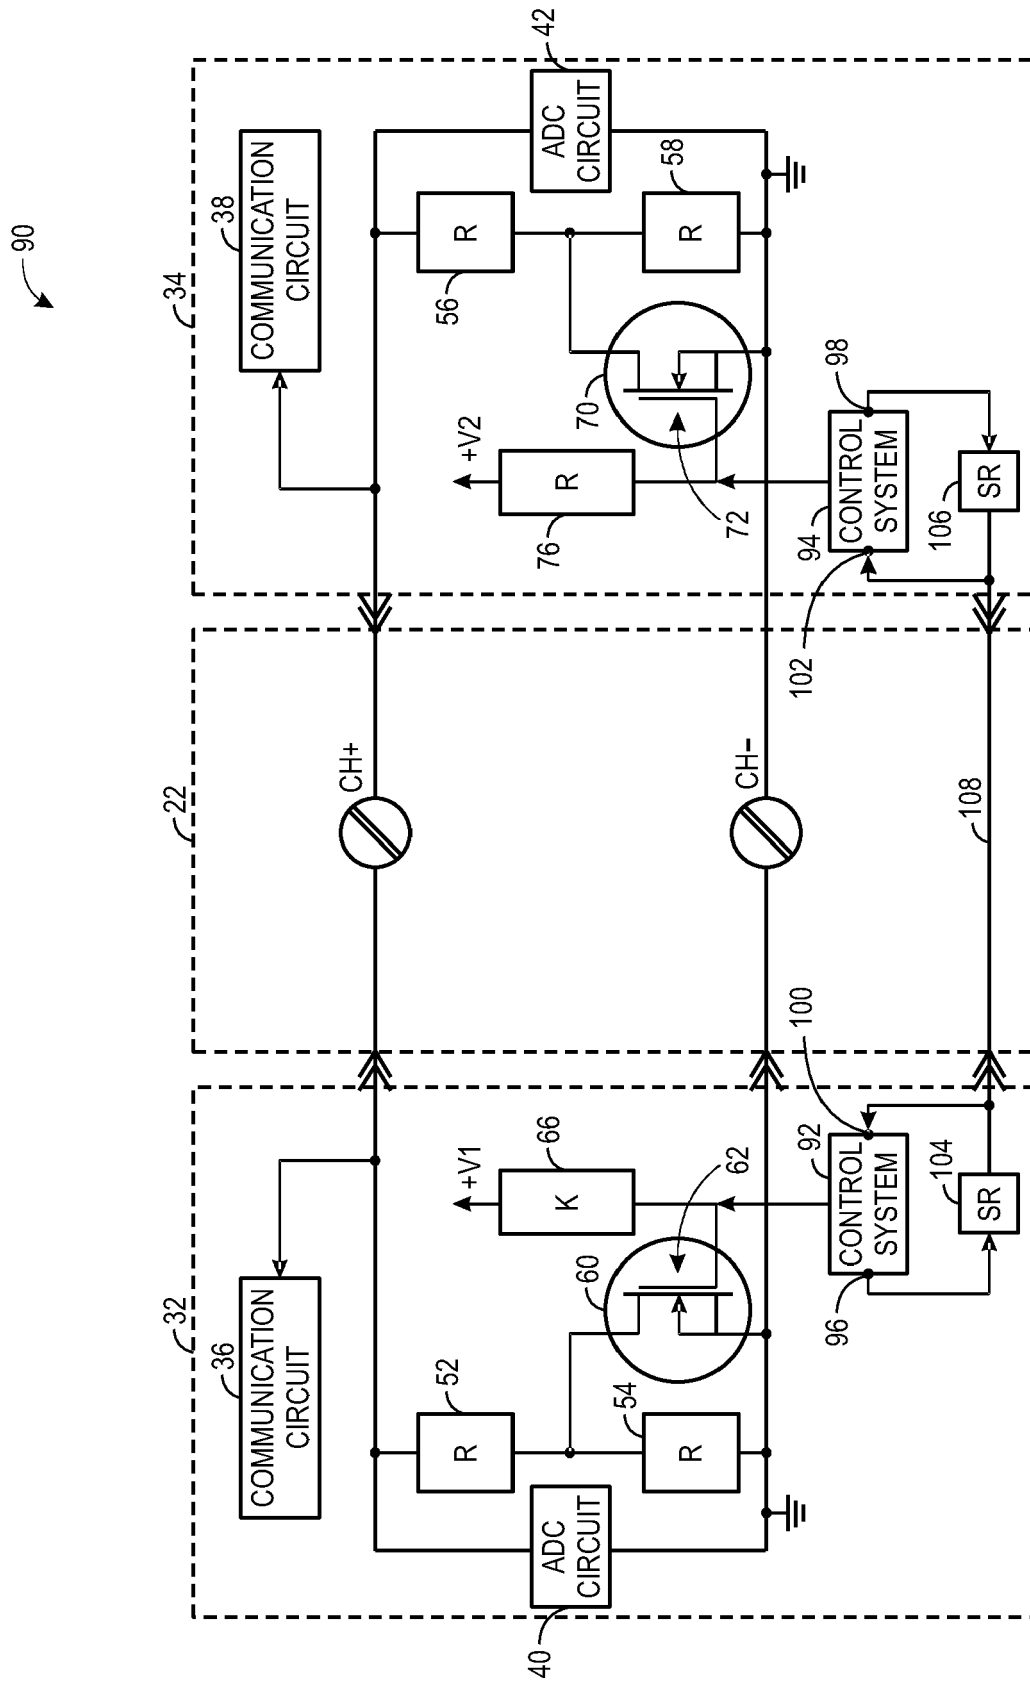 90
32
22
34
36
COMMUNICATION
CIRCUIT
38
COMMUNICATION
CIRCUIT
CH+
52
R
+V1
66
K
+V2
76
R
56
R
40
ADC
CIRCUIT
42
ADC
CIRCUIT
54
R
60
62
70
72
58
R
CH-
96
92
CONTROL
SYSTEM
100
102
94
CONTROL
SYSTEM
98
104
SR
108
106
SR